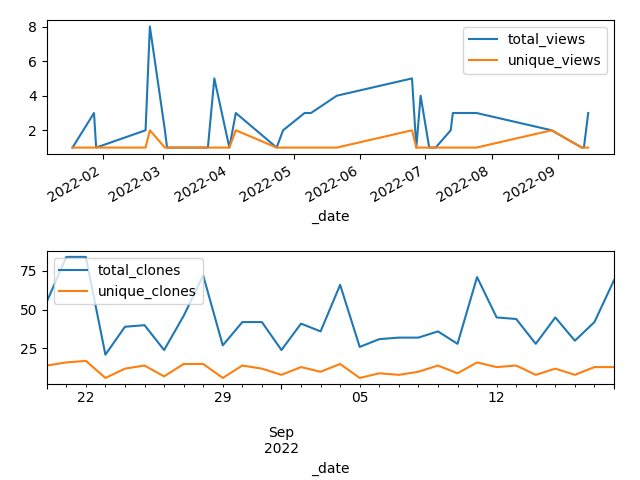 8
6
4
2
total_views
unique_views
2022-02
2022-03
2022-04
2022-05
2022-06
2022-07
2022-08
2022-09
_date
75
50
25
total_clones
unique_clones
22
29
05
12
Sep
2022
_date